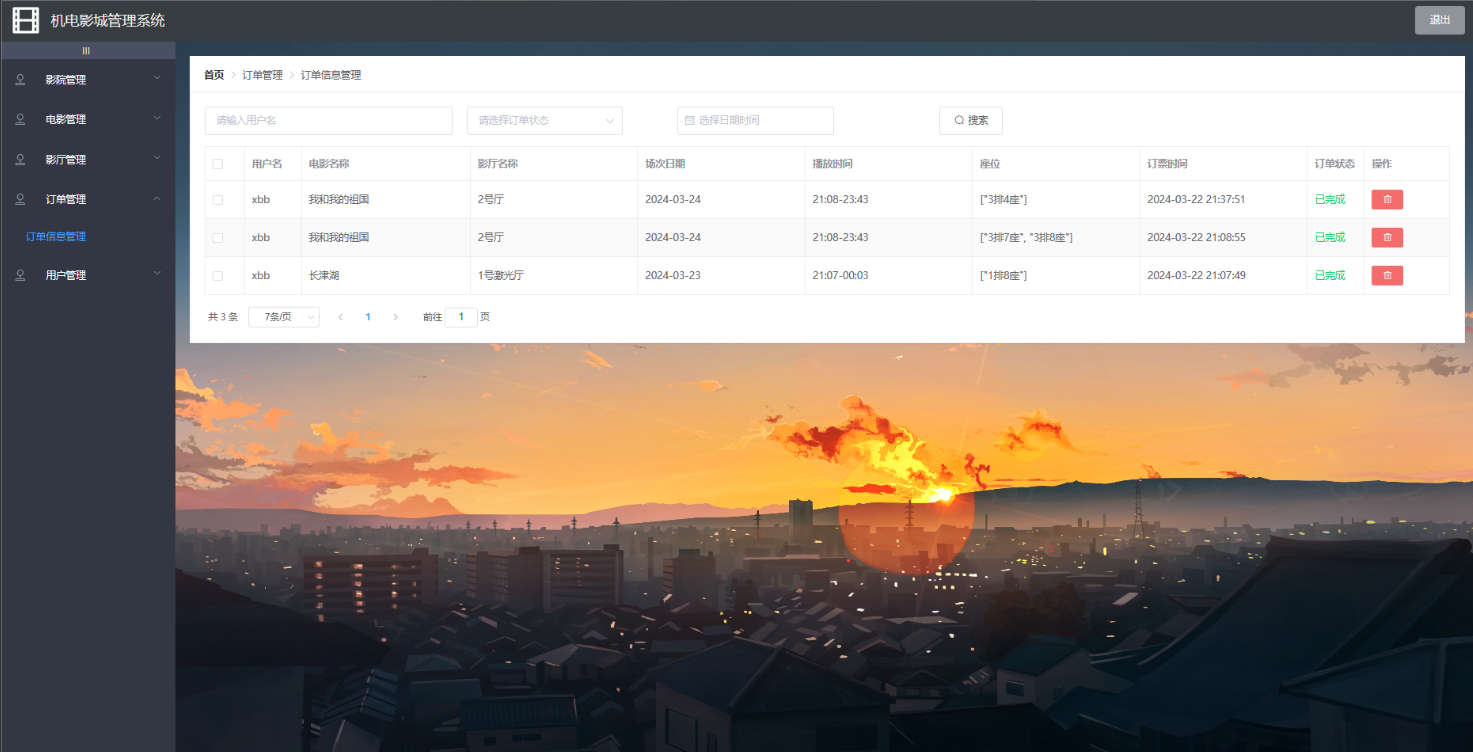 机电影城管理系统
退出
影院管理
电影管理
影厅管理
订单管理
订单信息管理
用户管理
首页 > 订单管理 > 订单信息管理
请输入用户名 请选择订单状态 选择日期时间 搜索
用户名 电影名称 影厅名称 场次日期 播放时间 座位 订票时间 订单状态 操作
xbb 我和我的祖国 2号厅 2024-03-24 21:08-23:43 ["3排4座"] 2024-03-22 21:37:51 已完成
xbb 我和我的祖国 2号厅 2024-03-24 21:08-23:43 ["3排7座", "3排8座"] 2024-03-22 21:08:55 已完成
xbb 长津湖 1号激光厅 2024-03-23 21:07-00:03 ["1排8座"] 2024-03-22 21:07:49 已完成
共 3 条 7条/页 < 1 > 前往 1 页